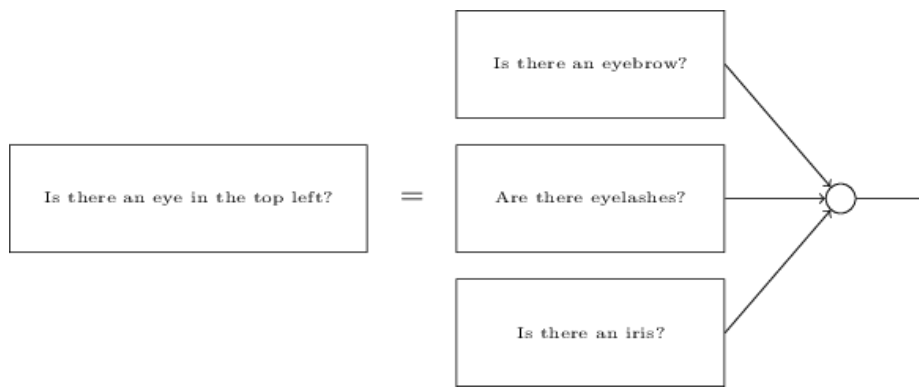 Is there an eyebrow?
Is there an eye in the top left?
=
Are there eyelashes?
Is there an iris?